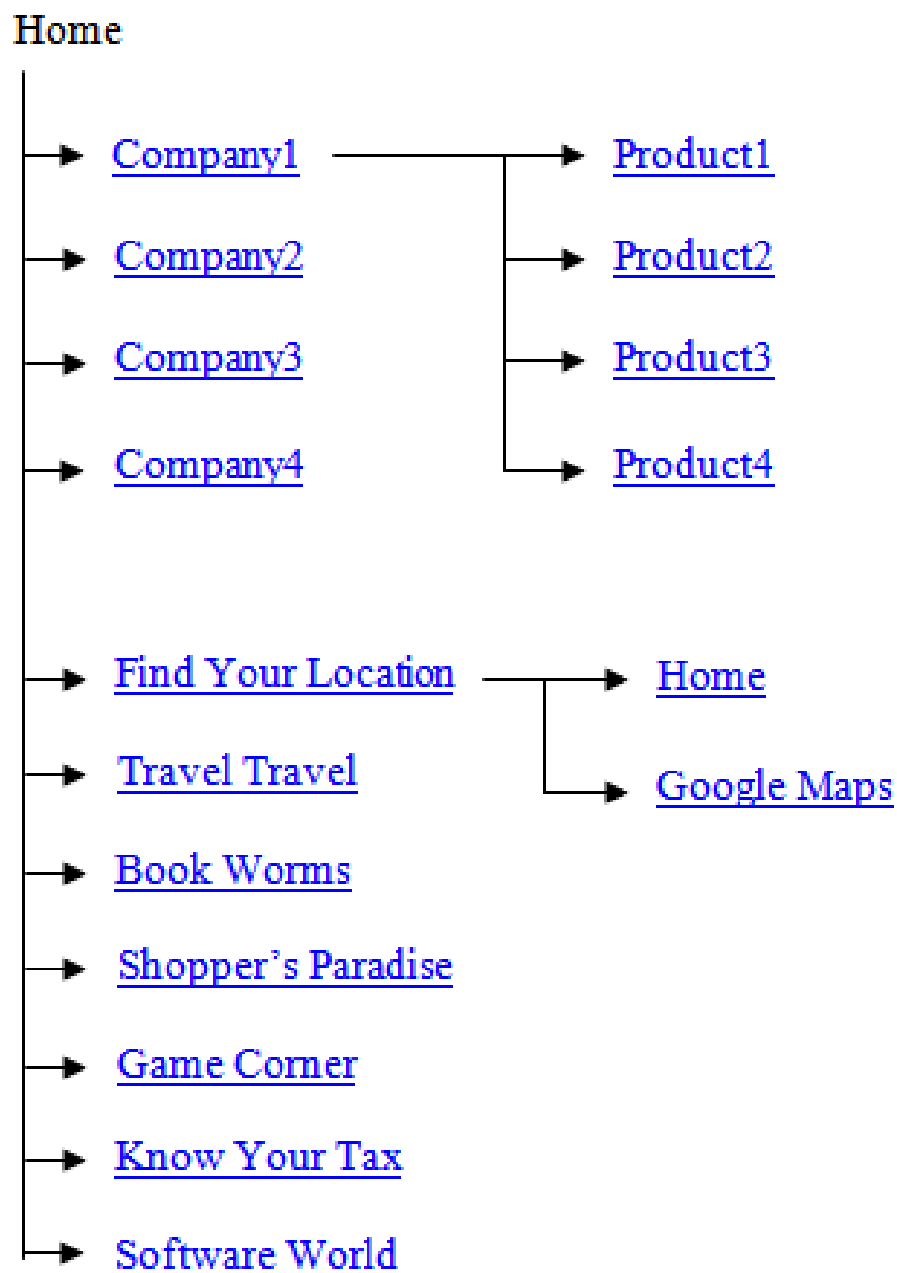 Home
Company1
Product1
Company2
Product2
Company3
Product3
Company4
Product4
Find Your Location
Home
Travel Travel
Google Maps
Book Worms
Shopper’s Paradise
Game Corner
Know Your Tax
Software World